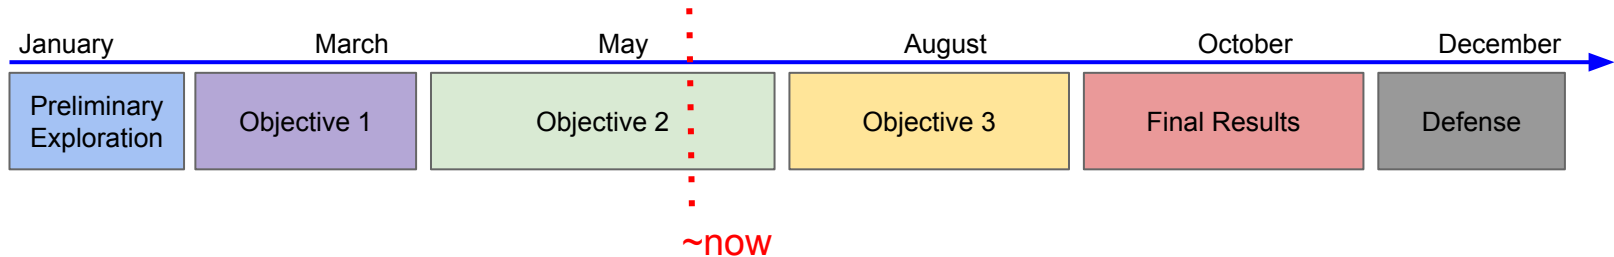 January March May August October December
Preliminary
Exploration
Objective 1
Objective 2
Objective 3
Final Results
Defense
~now